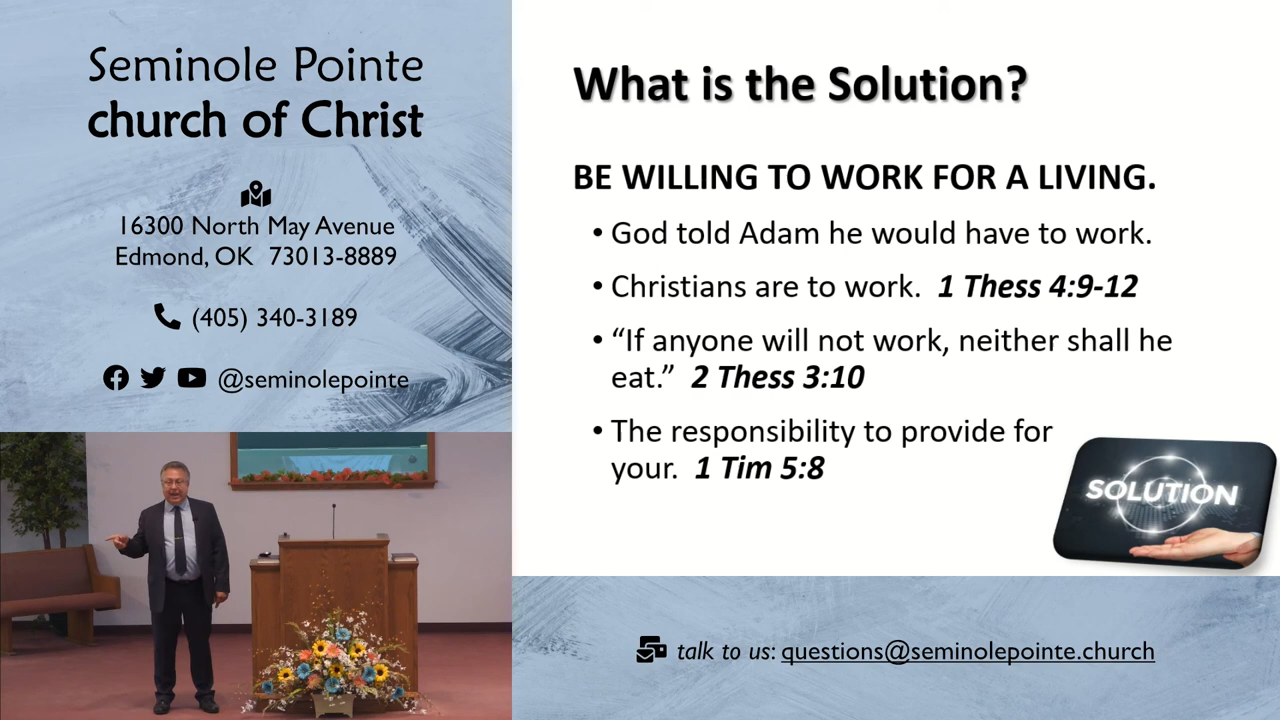 Seminole Pointe
church of Christ
16300 North May Avenue
Edmond, OK 73013-8889
(405) 340-3189
@seminolepointe
What is the Solution?
BE WILLING TO WORK FOR A LIVING.
• God told Adam he would have to work.
• Christians are to work. 1 Thess 4:9-12
• “If anyone will not work, neither shall he
eat.” 2 Thess 3:10
• The responsibility to provide for
your. 1 Tim 5:8
SOLUTION
talk to us: questions@seminolepointe.church